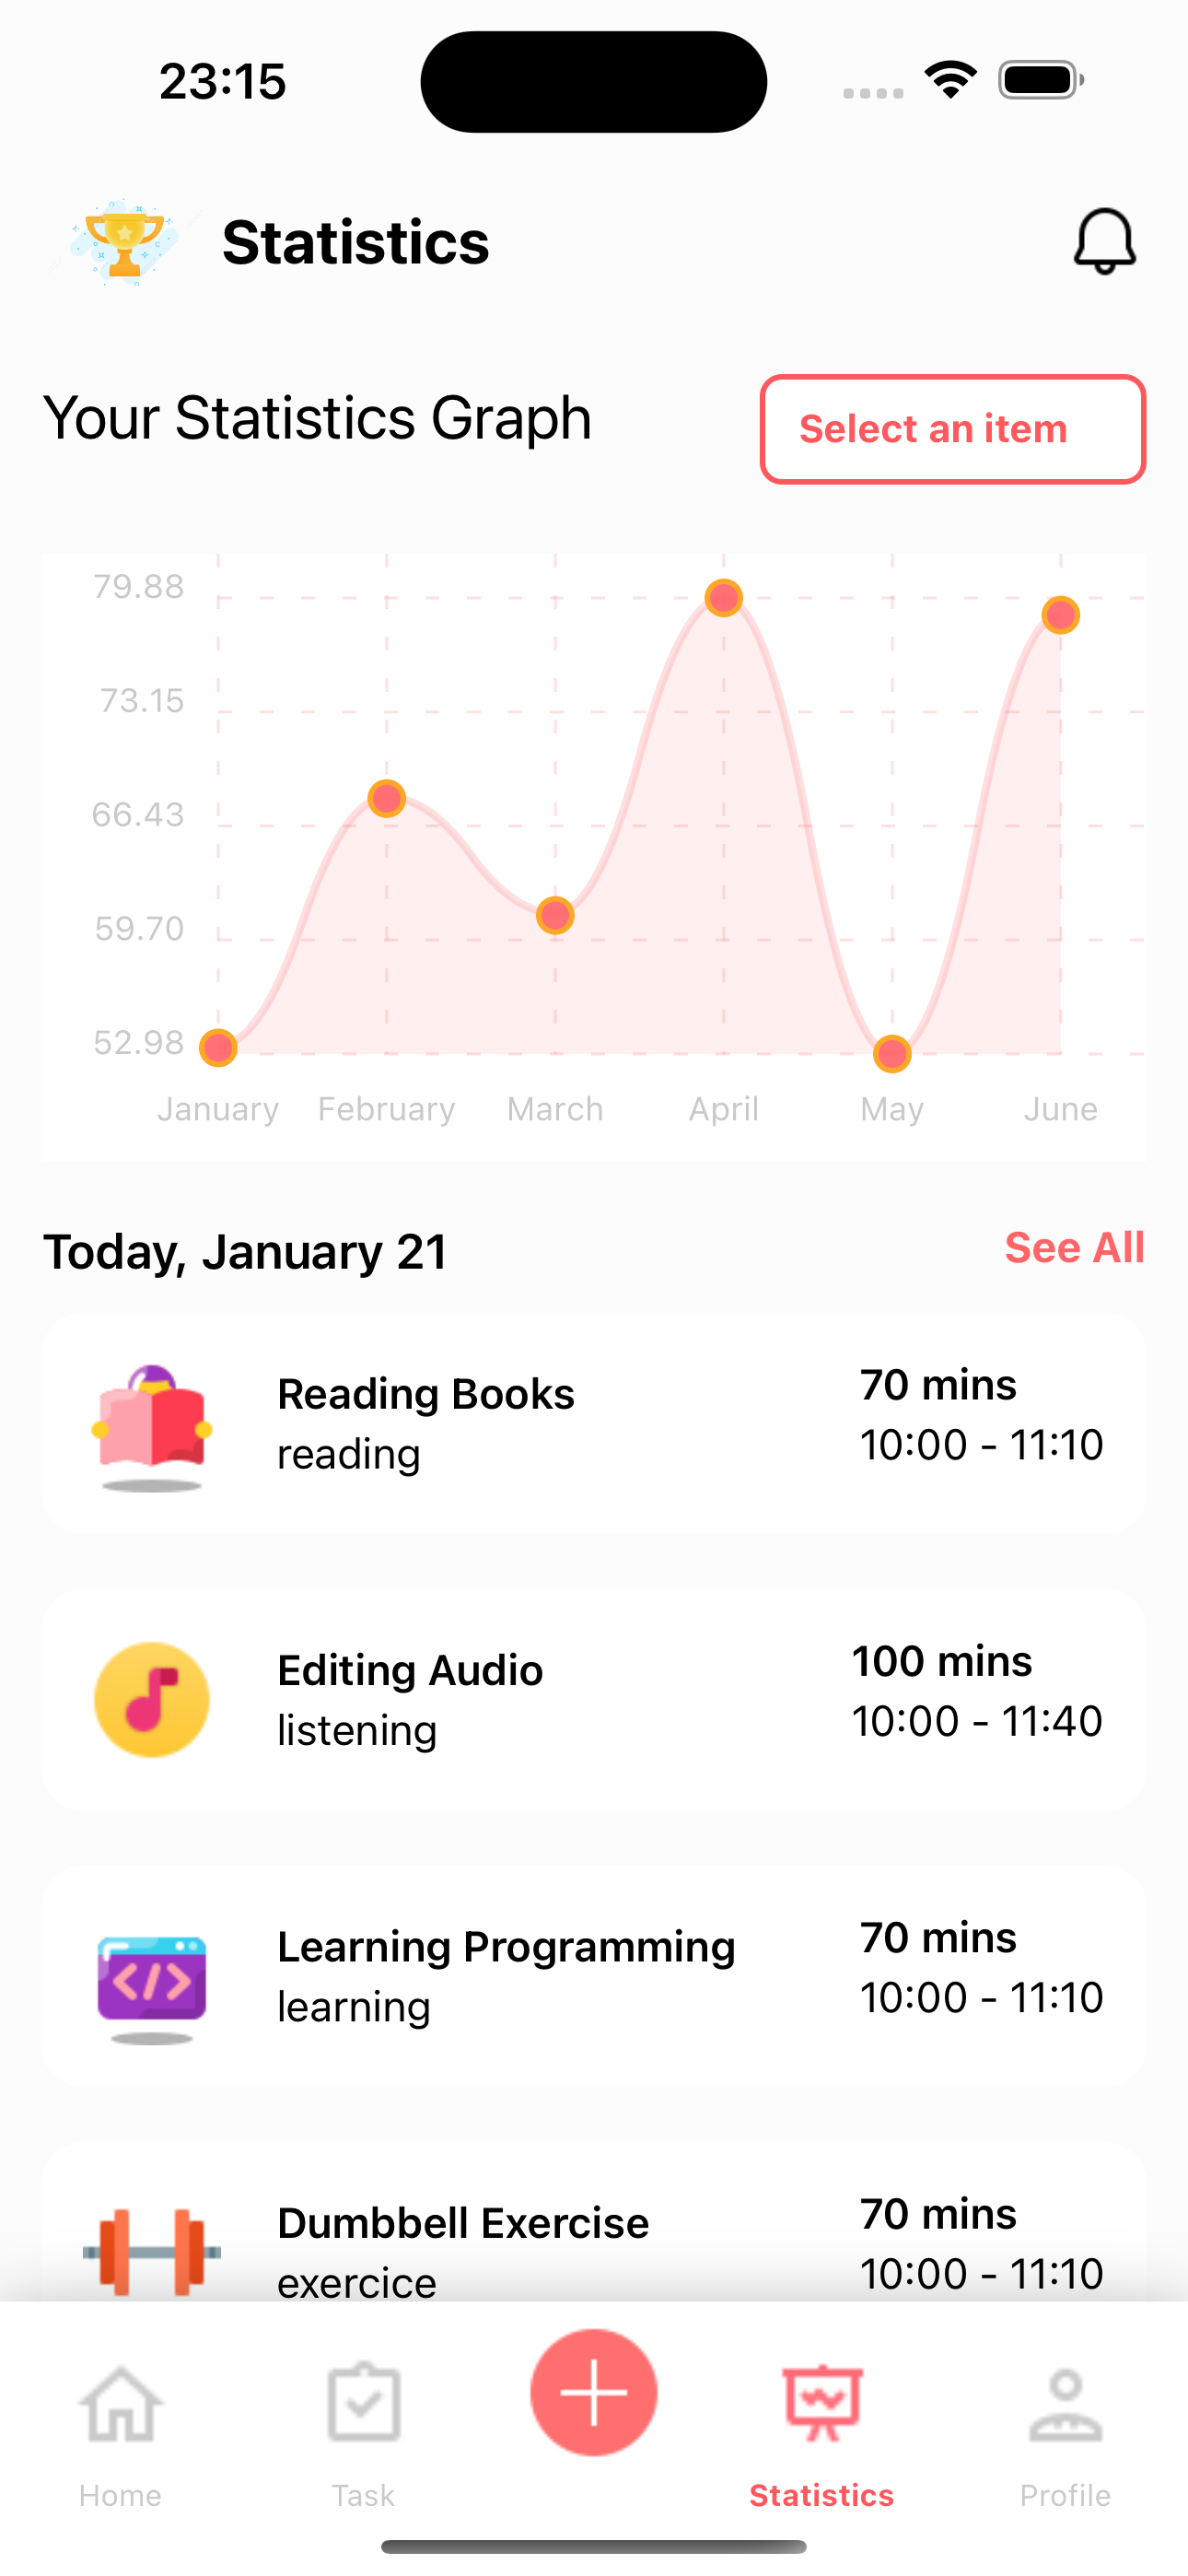 23:15
Statistics
Your Statistics Graph
Select an item
79.88
73.15
66.43
59.70
52.98
January February March April May June
Today, January 21
See All
Reading Books
70 mins
reading
10:00 - 11:10
Editing Audio
100 mins
listening
10:00 - 11:40
Learning Programming
70 mins
learning
10:00 - 11:10
Dumbbell Exercise
70 mins
exercice
10:00 - 11:10
Home Task Statistics Profile